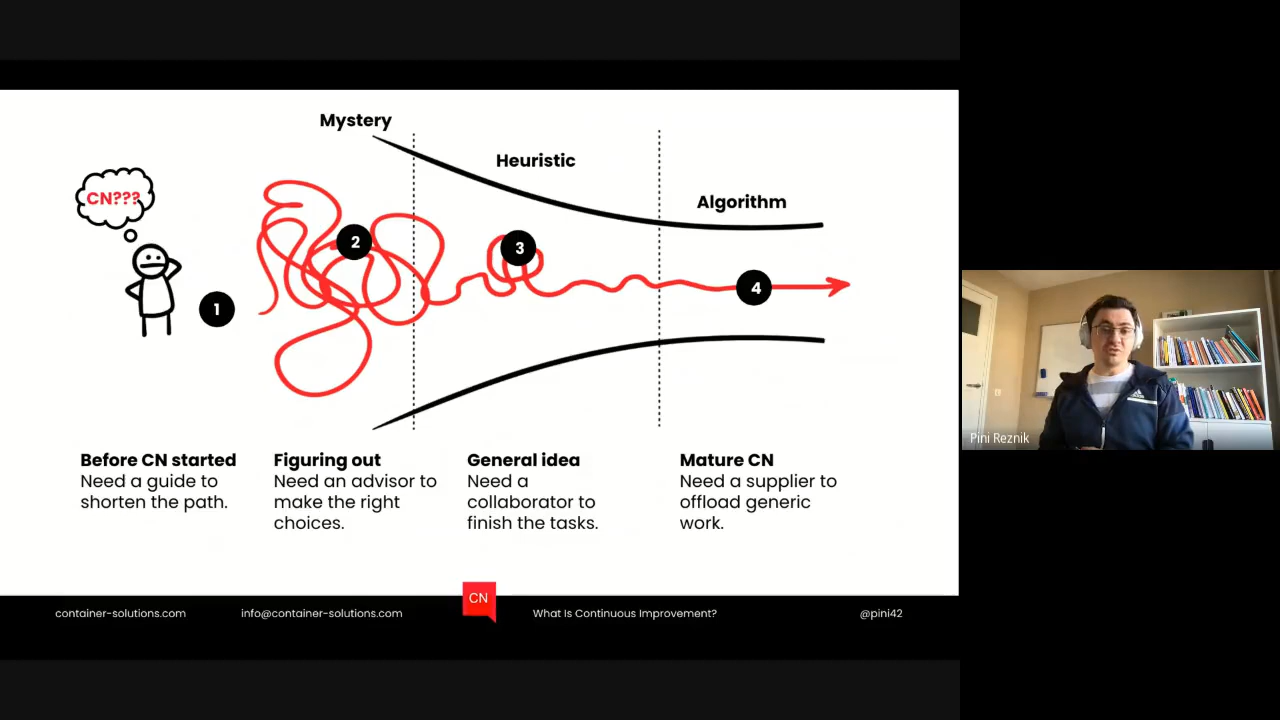 Mystery
Heuristic
Algorithm
CN???
1
2
3
4
Before CN started
Need a guide to
shorten the path.
Figuring out
Need an advisor to
make the right
choices.
General idea
Need a
collaborator to
finish the tasks.
Mature CN
Need a supplier to
offload generic
work.
container-solutions.com
info@container-solutions.com
CN
What Is Continuous Improvement?
@pini42
Pini Reznik